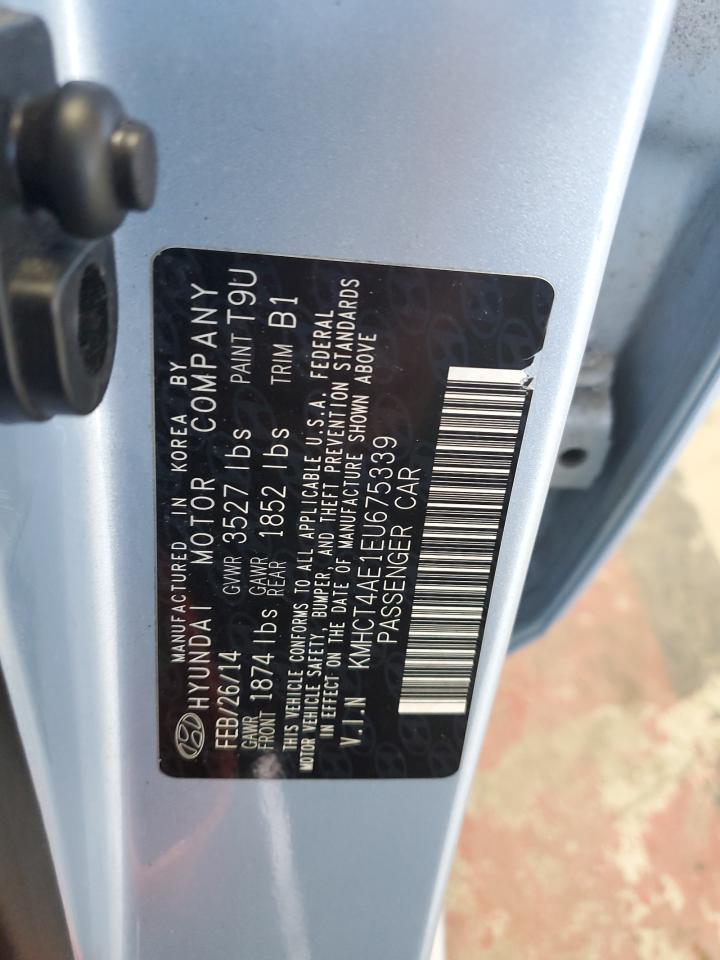 MANUFACTURED IN KOREA BY
HYUNDAI MOTOR COMPANY
FEB/26/14 GVWR 3527 lbs PAINT T9U
GAWR FRONT 1874 lbs GAWR REAR 1852 lbs TRIM B1
THIS VEHICLE CONFORMS TO ALL APPLICABLE U.S.A. FEDERAL
MOTOR VEHICLE SAFETY, BUMPER, AND THEFT PREVENTION STANDARDS
IN EFFECT ON THE DATE OF MANUFACTURE SHOWN ABOVE
V.I.N KMHCT4AE1EU675339
PASSENGER CAR